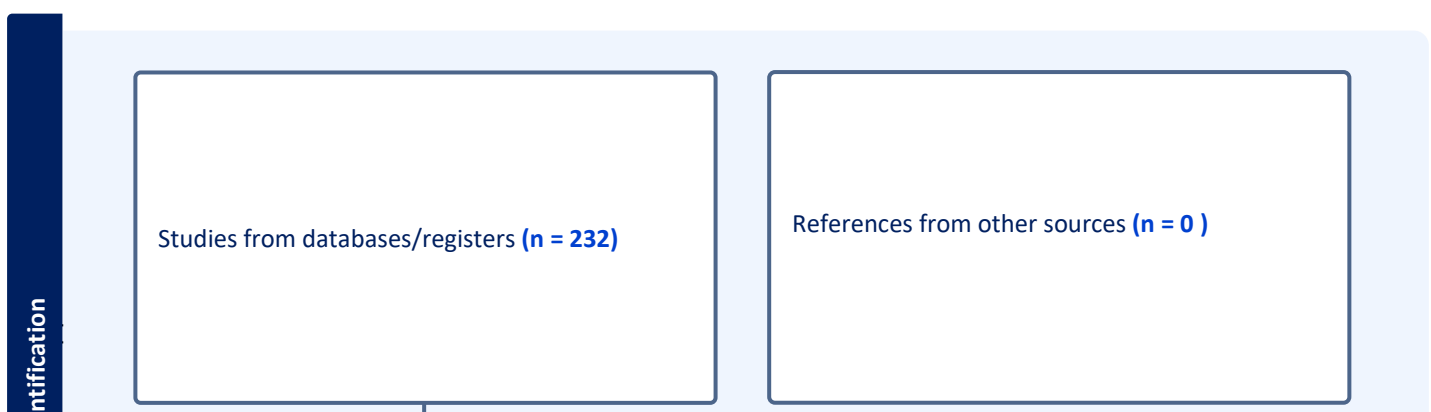 Studies from databases/registers (n = 232)
References from other sources (n = 0 )
ntification